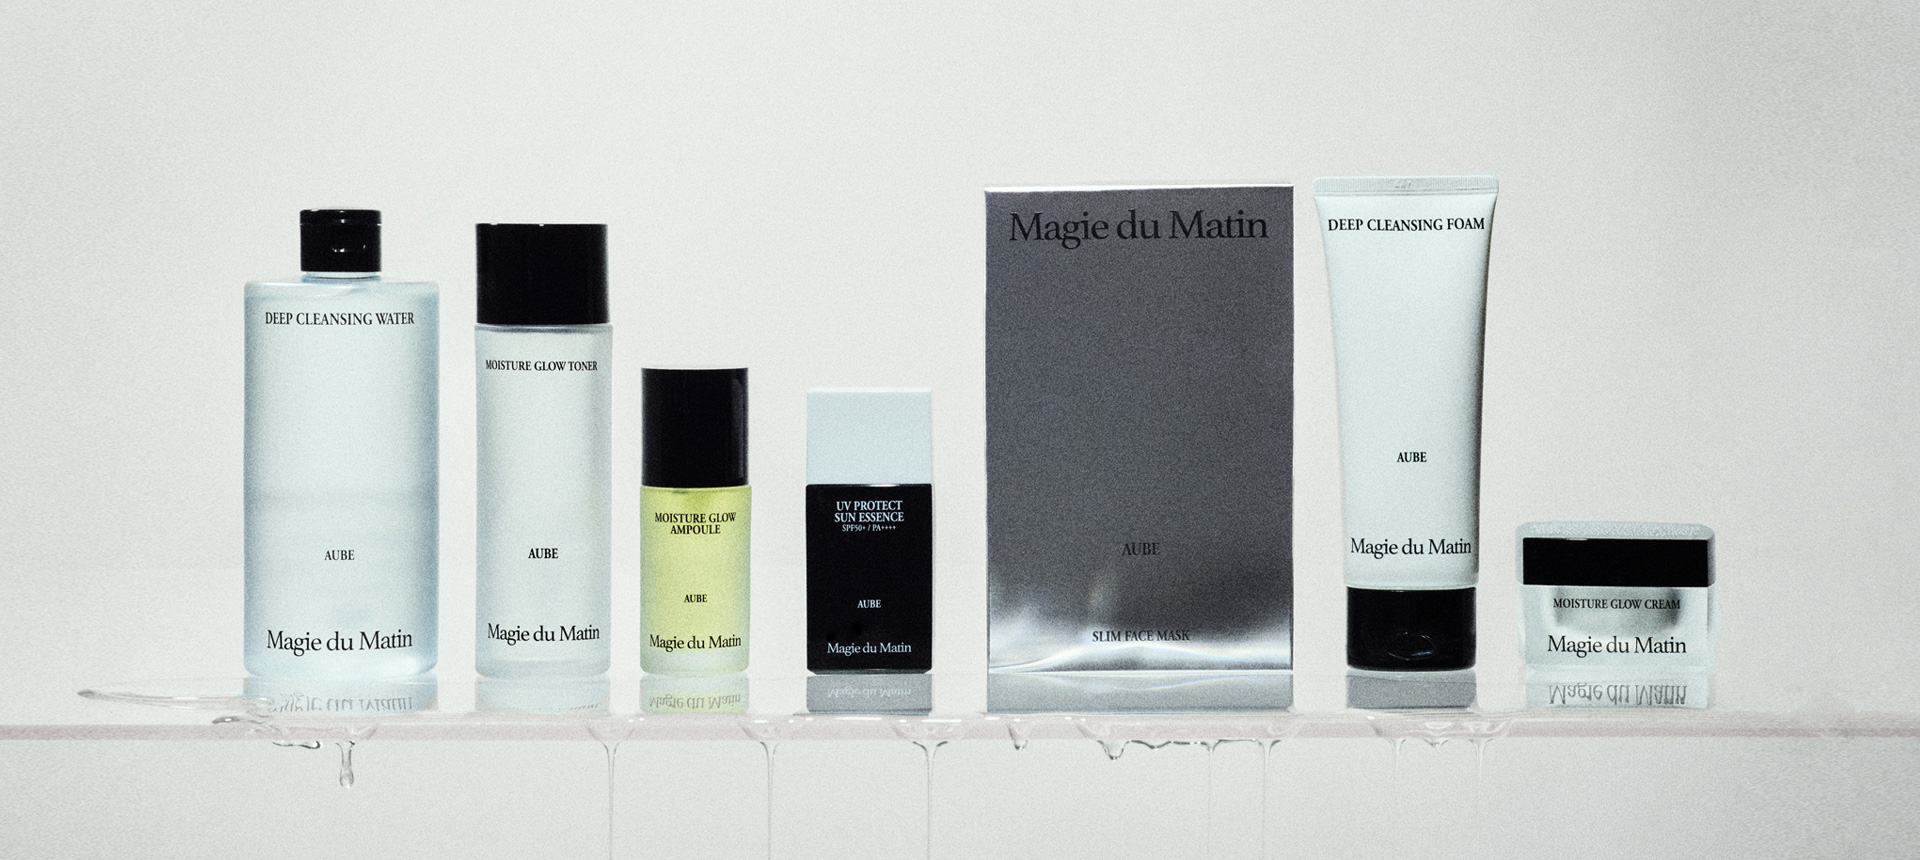 DEEP CLEANSING WATER
AUBE
Magie du Matin
MOISTURE GLOW TONER
AUBE
Magie du Matin
MOISTURE GLOW
AMPOULE
AUBE
Magie du Matin
UV PROTECT
SUN ESSENCE
SPF50+ / PA++++
AUBE
Magie du Matin
Magie du Matin
AUBE
SLIM FACE MASK
DEEP CLEANSING FOAM
AUBE
Magie du Matin
MOISTURE GLOW CREAM
Magie du Matin